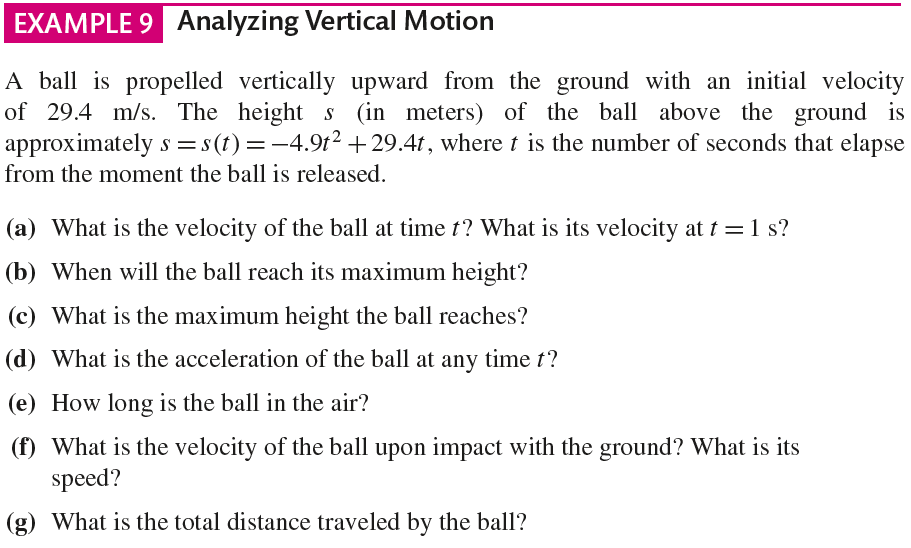 EXAMPLE 9 Analyzing Vertical Motion
A ball is propelled vertically upward from the ground with an initial velocity
of 29.4 m/s. The height s (in meters) of the ball above the ground is
approximately s = s(t) = −4.9t² + 29.4t, where t is the number of seconds that elapse
from the moment the ball is released.
(a) What is the velocity of the ball at time t? What is its velocity at t = 1 s?
(b) When will the ball reach its maximum height?
(c) What is the maximum height the ball reaches?
(d) What is the acceleration of the ball at any time t?
(e) How long is the ball in the air?
(f) What is the velocity of the ball upon impact with the ground? What is its
speed?
(g) What is the total distance traveled by the ball?